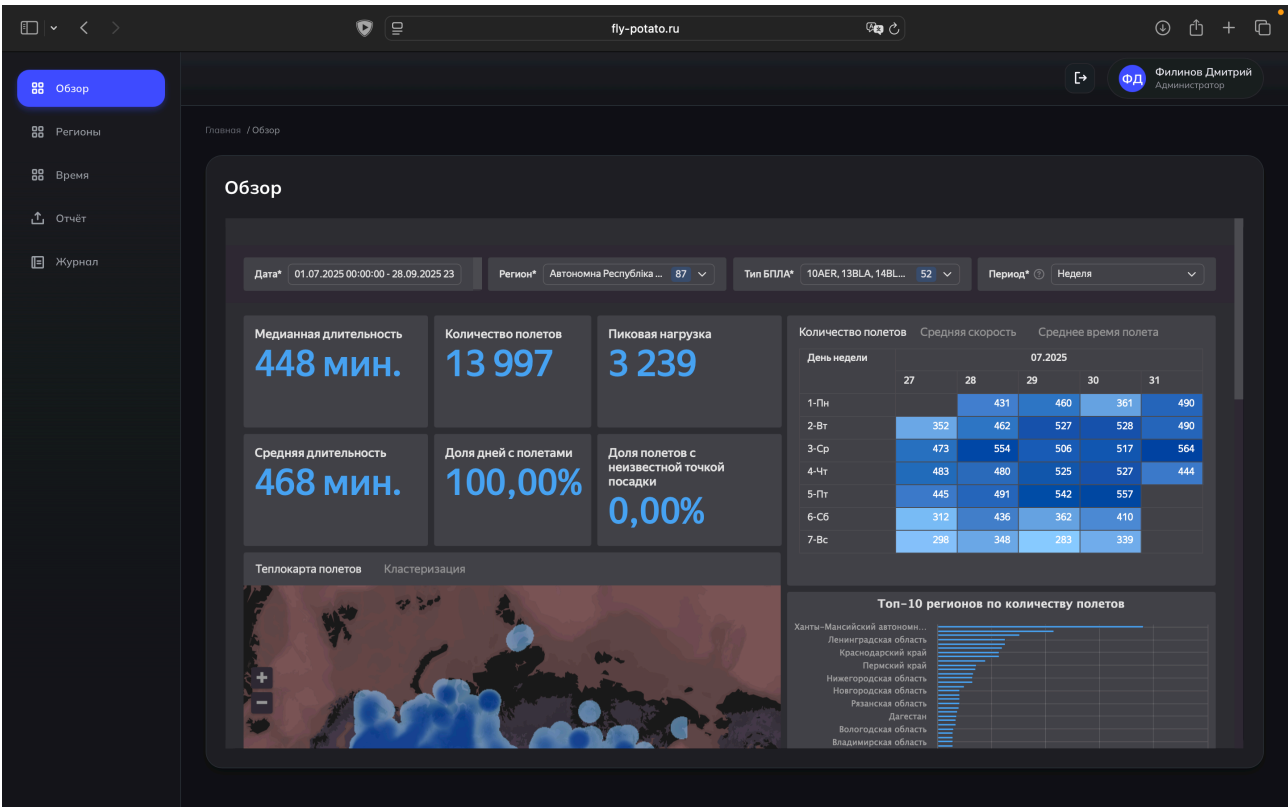 fly-potato.ru
Обзор
Регионы
Время
Отчёт
Журнал
ФД
Филинов Дмитрий
Администратор
Главная / Обзор
Обзор
Дата* 01.07.2025 00:00:00 - 28.09.2025 23
Регион* Автономна Республіка ... 87
Тип БПЛА* 10AER, 13BLA, 14BL... 52
Период* ? Неделя
Медианная длительность
448 мин.
Количество полетов
13 997
Пиковая нагрузка
3 239
Средняя длительность
468 мин.
Доля дней с полетами
100,00%
Доля полетов с
неизвестной точкой
посадки
0,00%
Количество полетов Средняя скорость Среднее время полета
День недели 07.2025
27 28 29 30 31
1-Пн 431 460 361 490
2-Вт 352 462 527 528 490
3-Ср 473 554 506 517 564
4-Чт 483 480 525 527 444
5-Пт 445 491 542 557
6-Сб 312 436 362 410
7-Вс 298 348 283 339
Теплокарта полетов Кластеризация
+
−
Топ-10 регионов по количеству полетов
Ханты-Мансийский автономн...
Ленинградская область
Краснодарский край
Пермский край
Нижегородская область
Новгородская область
Рязанская область
Дагестан
Вологодская область
Владимирская область